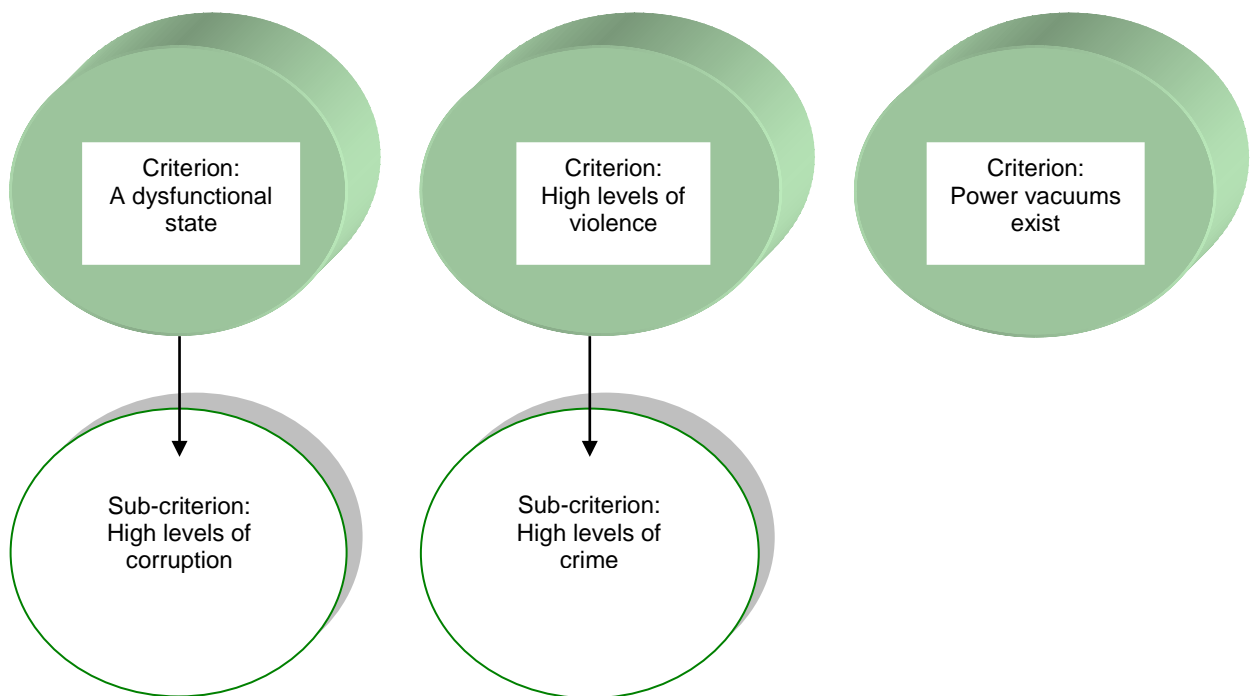 Criterion:
A dysfunctional
state
Criterion:
High levels of
violence
Criterion:
Power vacuums
exist
Sub-criterion:
High levels of
corruption
Sub-criterion:
High levels of
crime